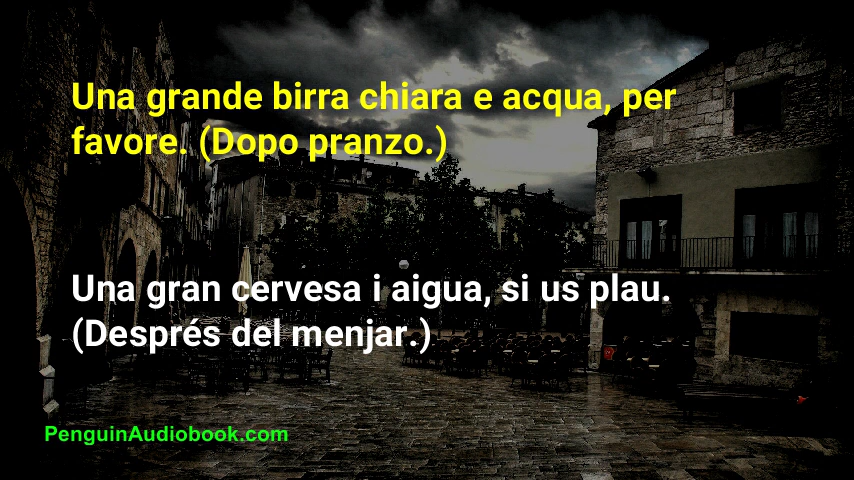 Una grande birra chiara e acqua, per
favore. (Dopo pranzo.)
Una gran cervesa i aigua, si us plau.
(Després del menjar.)
PenguinAudiobook.com